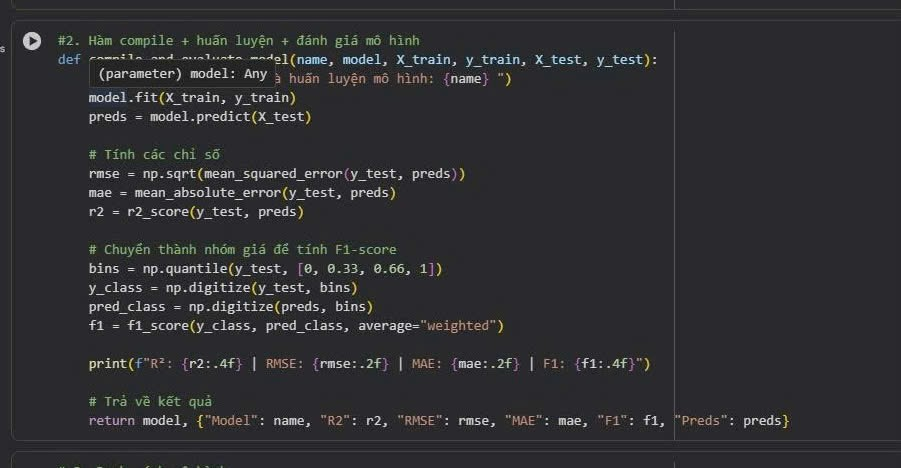 #2. Hàm compile + huấn luyện + đánh giá mô hình
def compile_and_evaluate_model(name, model, X_train, y_train, X_test, y_test):
(parameter) model: Any
à huấn luyện mô hình: {name} ")
model.fit(X_train, y_train)
preds = model.predict(X_test)
# Tính các chỉ số
rmse = np.sqrt(mean_squared_error(y_test, preds))
mae = mean_absolute_error(y_test, preds)
r2 = r2_score(y_test, preds)
# Chuyển thành nhóm giá để tính F1-score
bins = np.quantile(y_test, [0, 0.33, 0.66, 1])
y_class = np.digitize(y_test, bins)
pred_class = np.digitize(preds, bins)
f1 = f1_score(y_class, pred_class, average="weighted")
print(f"R²: {r2:.4f} | RMSE: {rmse:.2f} | MAE: {mae:.2f} | F1: {f1:.4f}")
# Trả về kết quả
return model, {"Model": name, "R2": r2, "RMSE": rmse, "MAE": mae, "F1": f1, "Preds": preds}